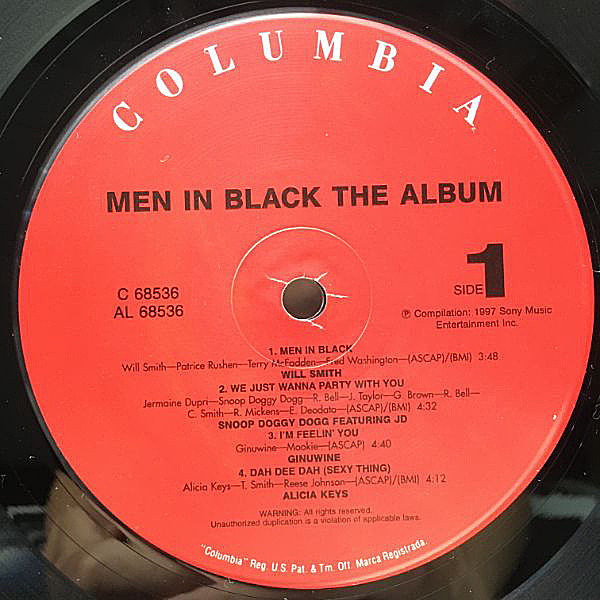 COLUMBIA
MEN IN BLACK THE ALBUM
C 68536
AL 68536
SIDE 1
℗ Compilation: 1997 Sony Music
Entertainment Inc.
1. MEN IN BLACK
Will Smith—Patrice Rushen—Terry McFadden—Fred Washington—(ASCAP)/(BMI) 3:48
WILL SMITH
2. WE JUST WANNA PARTY WITH YOU
Jermaine Dupri—Snoop Doggy Dogg—R. Bell—J. Taylor—G. Brown—R. Bell—
C. Smith—R. Mickens—E. Deodata—(ASCAP)/(BMI) 4:32
SNOOP DOGGY DOGG FEATURING JD
3. I'M FEELIN' YOU
Ginuwine—Mookie—(ASCAP) 4:40
GINUWINE
4. DAH DEE DAH (SEXY THING)
Alicia Keys—T. Smith—Reese Johnson—(ASCAP)/(BMI) 4:12
ALICIA KEYS
WARNING: All rights reserved.
Unauthorized duplication is a violation of applicable laws.
"Columbia" Reg. U.S. Pat. & Tm. Off. Marca Registrada.